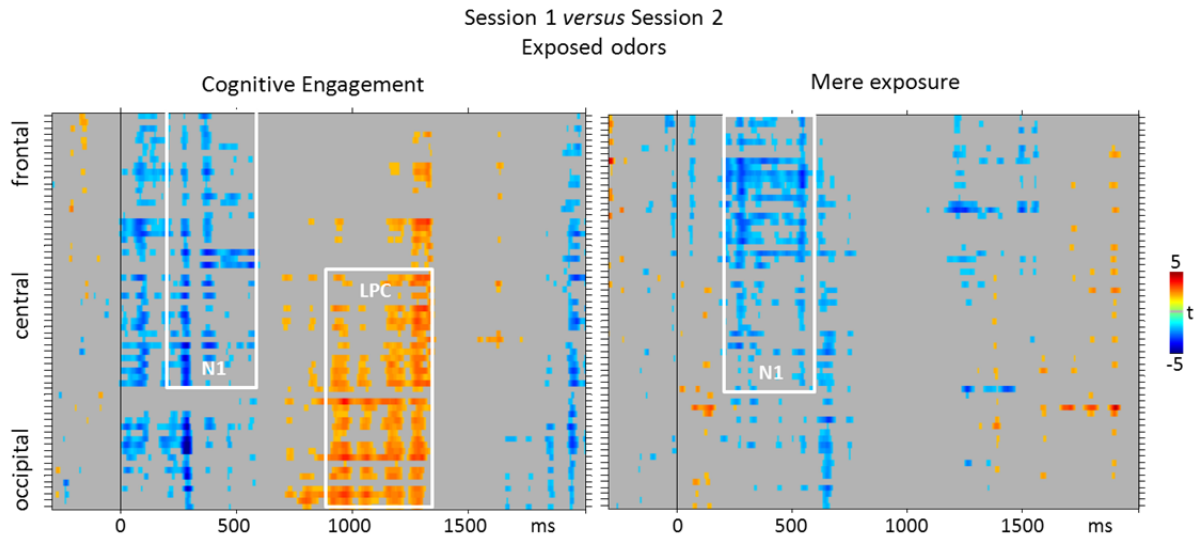 Session 1 versus Session 2
Exposed odors
Cognitive Engagement
Mere exposure
frontal
central
occipital
LPC
N1
N1
5
t
-5
0 500 1000 1500 ms
0 500 1000 1500 ms